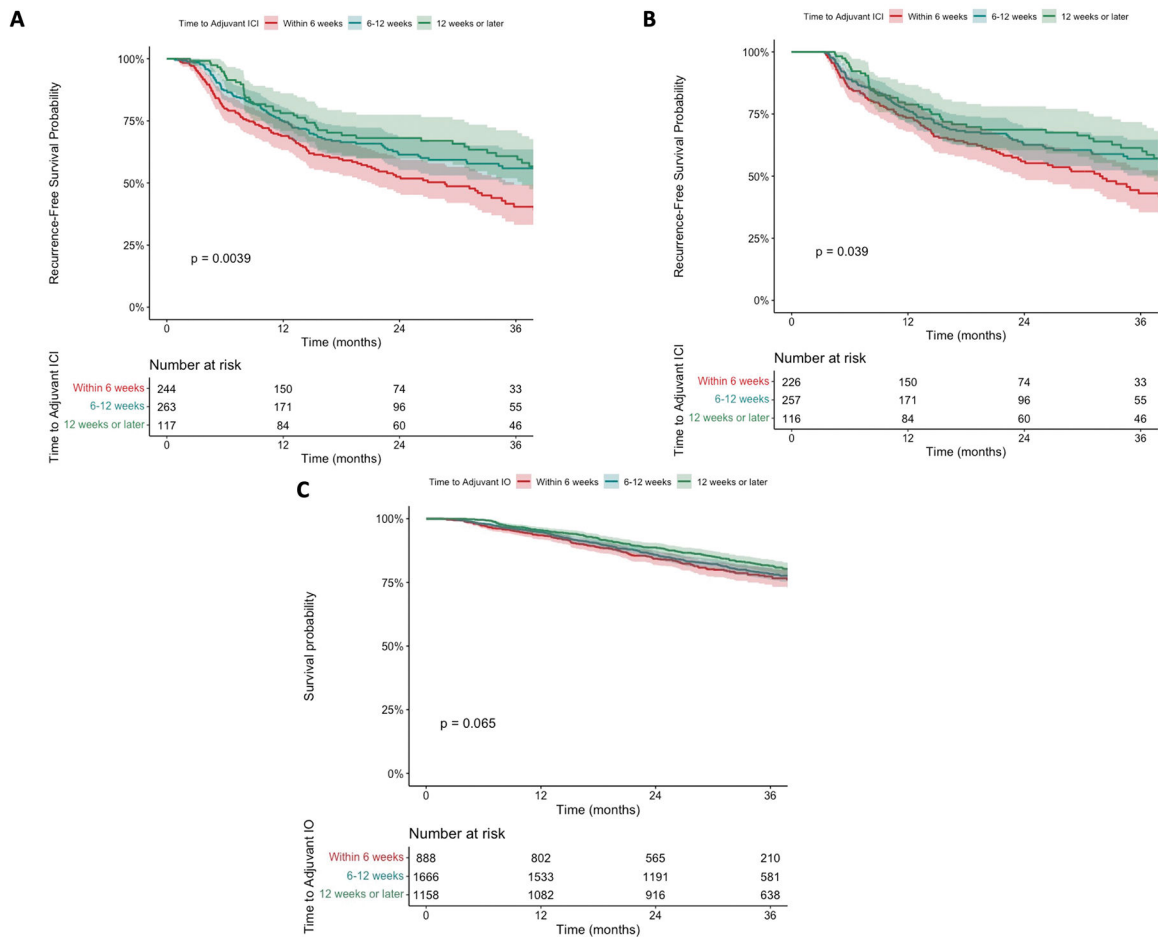 A
Time to Adjuvant ICI Within 6 weeks 6-12 weeks 12 weeks or later
Recurrence-Free Survival Probability
100%
75%
50%
25%
0%
p = 0.0039
0 12 24 36
Time (months)
Number at risk
Time to Adjuvant ICI
Within 6 weeks 244 150 74 33
6-12 weeks 263 171 96 55
12 weeks or later 117 84 60 46
0 12 24 36
Time (months)
B
Time to Adjuvant ICI Within 6 weeks 6-12 weeks 12 weeks or later
Recurrence-Free Survival Probability
100%
75%
50%
25%
0%
p = 0.039
0 12 24 36
Time (months)
Number at risk
Time to Adjuvant ICI
Within 6 weeks 226 150 74 33
6-12 weeks 257 171 96 55
12 weeks or later 116 84 60 46
0 12 24 36
Time (months)
C
Time to Adjuvant IO Within 6 weeks 6-12 weeks 12 weeks or later
Survival probability
100%
75%
50%
25%
0%
p = 0.065
0 12 24 36
Time (months)
Number at risk
Time to Adjuvant IO
Within 6 weeks 888 802 565 210
6-12 weeks 1666 1533 1191 581
12 weeks or later 1158 1082 916 638
0 12 24 36
Time (months)